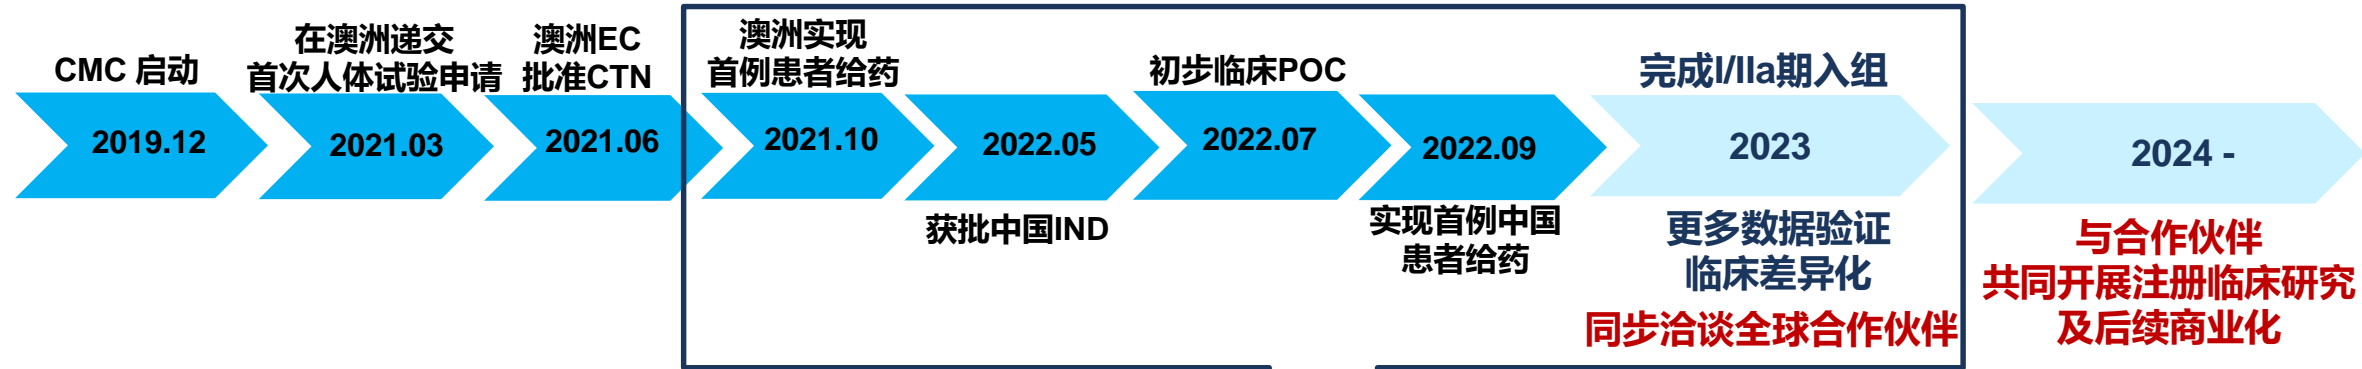 CMC 启动
2019.12
在澳洲递交
首次人体试验申请
2021.03
澳洲EC
批准CTN
2021.06
澳洲实现
首例患者给药
2021.10
2022.05
获批中国IND
初步临床POC
2022.07
2022.09
实现首例中国
患者给药
完成I/IIa期入组
2023
更多数据验证
临床差异化
同步洽谈全球合作伙伴
2024 -
与合作伙伴
共同开展注册临床研究
及后续商业化